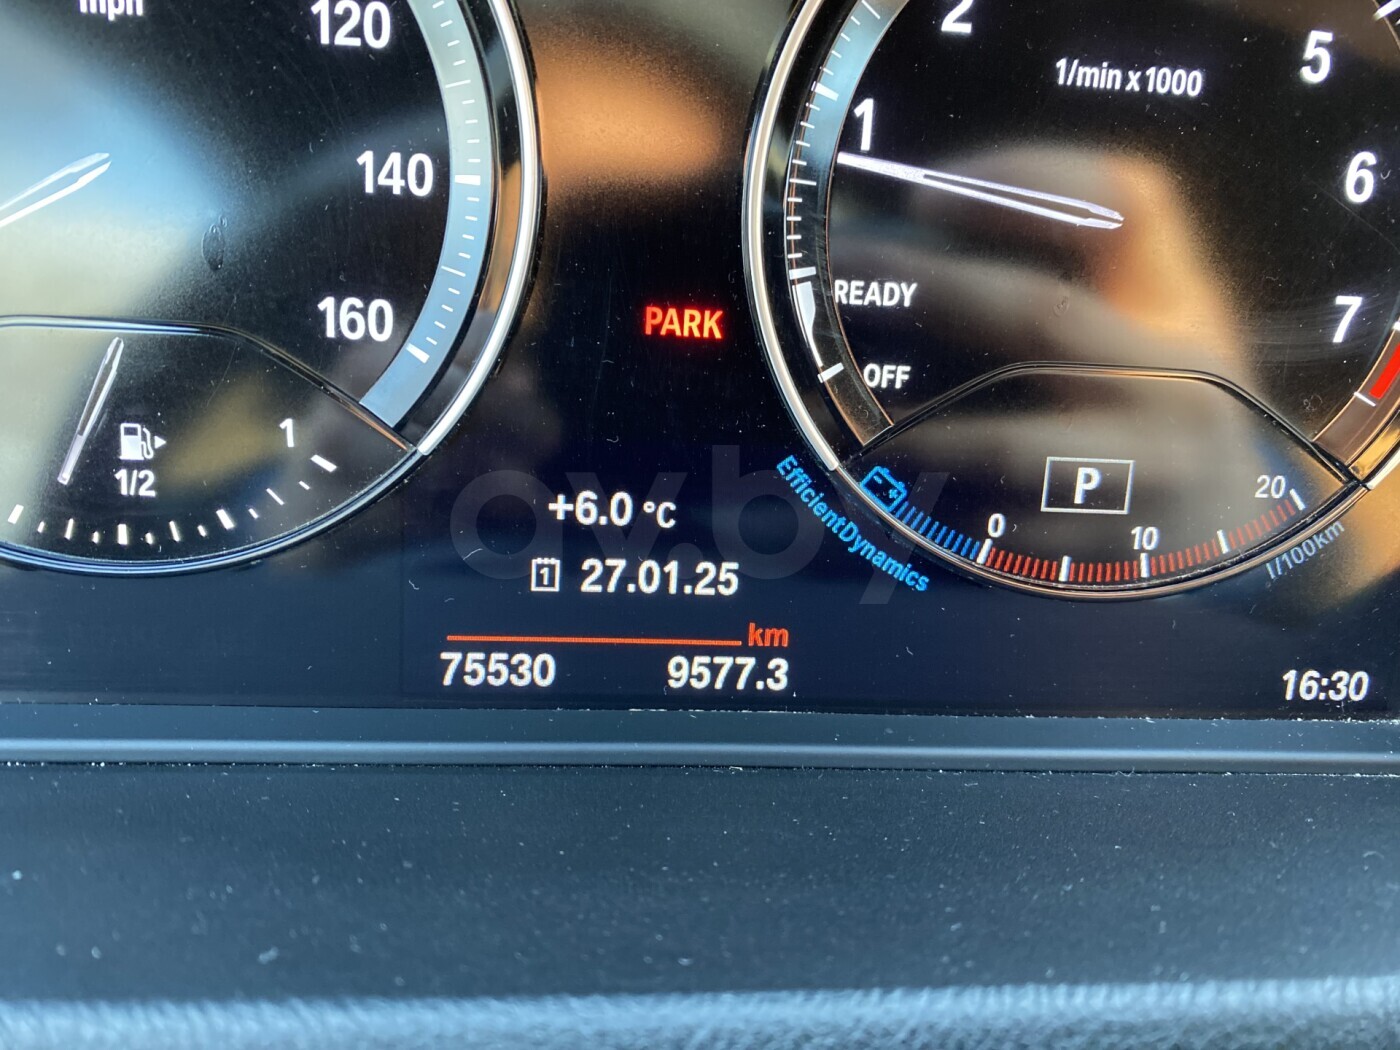 mph
120
140
160
1/2
1
PARK
2
1/min x 1000
5
1
6
READY
7
OFF
+6.0 °C
1 27.01.25
km
75530 9577.3
EfficientDynamics
P
0
10
20
l/100km
16:30
av.by